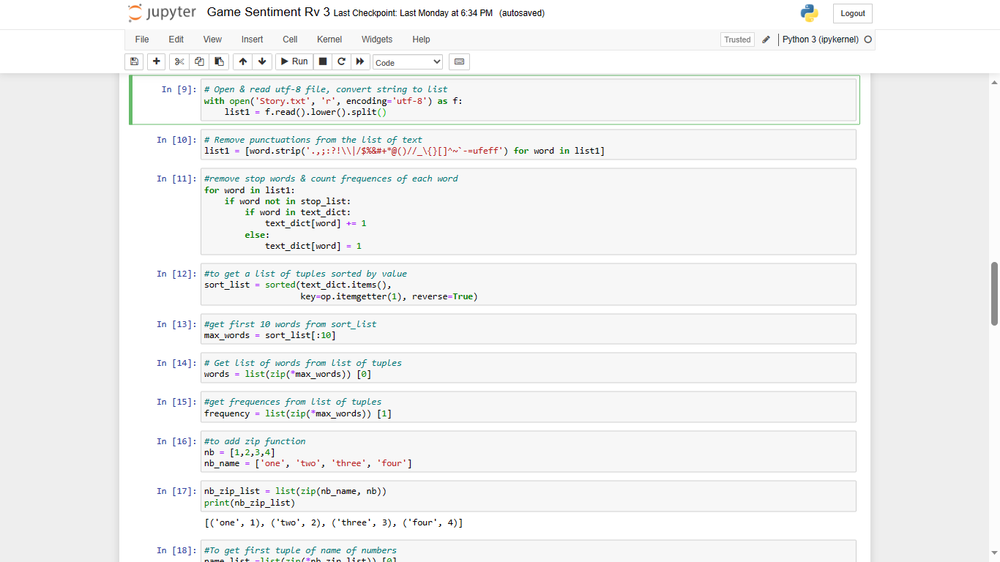 jupyter Game Sentiment Rv 3 Last Checkpoint: Last Monday at 6:34 PM (autosaved)
Logout
File Edit View Insert Cell Kernel Widgets Help
Trusted Python 3 (ipykernel)
Run Code
In [9]: # Open & read utf-8 file, convert string to list
with open('Story.txt', 'r', encoding='utf-8') as f:
    list1 = f.read().lower().split()
In [10]: # Remove punctuations from the list of text
list1 = [word.strip('.,;:?!\\|/$%&#+*@()//_\{}[]^~`-=ufeff') for word in list1]
In [11]: #remove stop words & count frequences of each word
for word in list1:
    if word not in stop_list:
        if word in text_dict:
            text_dict[word] += 1
        else:
            text_dict[word] = 1
In [12]: #to get a list of tuples sorted by value
sort_list = sorted(text_dict.items(),
                   key=op.itemgetter(1), reverse=True)
In [13]: #get first 10 words from sort_list
max_words = sort_list[:10]
In [14]: # Get list of words from list of tuples
words = list(zip(*max_words)) [0]
In [15]: #get frequences from list of tuples
frequency = list(zip(*max_words)) [1]
In [16]: #to add zip function
nb = [1,2,3,4]
nb_name = ['one', 'two', 'three', 'four']
In [17]: nb_zip_list = list(zip(nb_name, nb))
print(nb_zip_list)
[('one', 1), ('two', 2), ('three', 3), ('four', 4)]
In [18]: #To get first tuple of name of numbers
name_list =list(zip(*nb_zip_list)) [0]